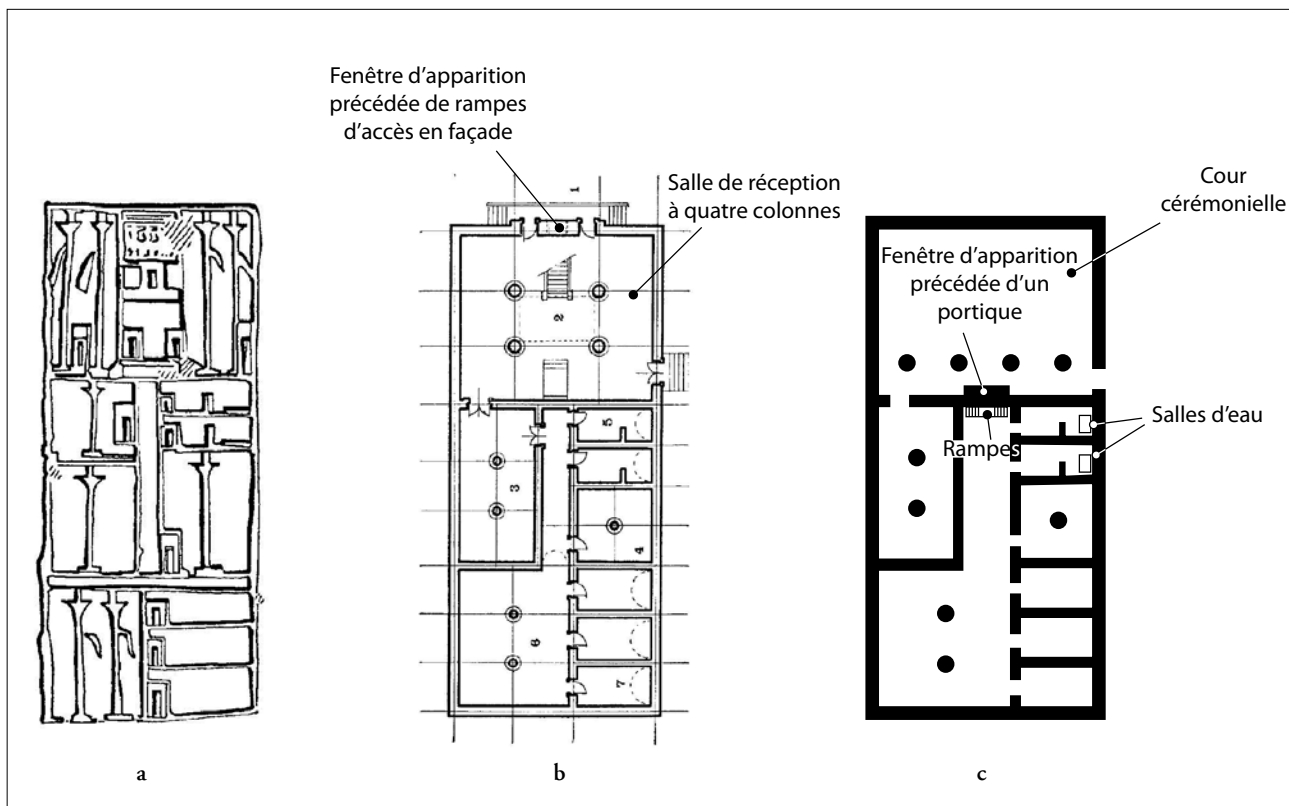 Fenêtre d’apparition
précédée de rampes
d’accès en façade
Salle de réception
à quatre colonnes
Cour
cérémonielle
Fenêtre d’apparition
précédée d’un
portique
Rampes
Salles d’eau
1
2
3
4
5
6
7
a
b
c